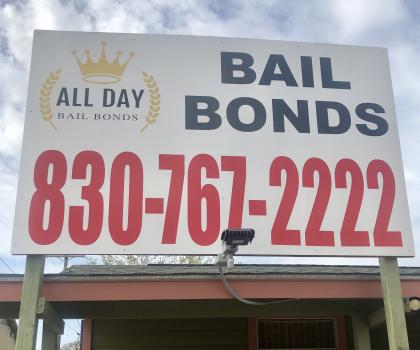 ALL DAY
BAIL BONDS
BAIL
BONDS
830-767-2222